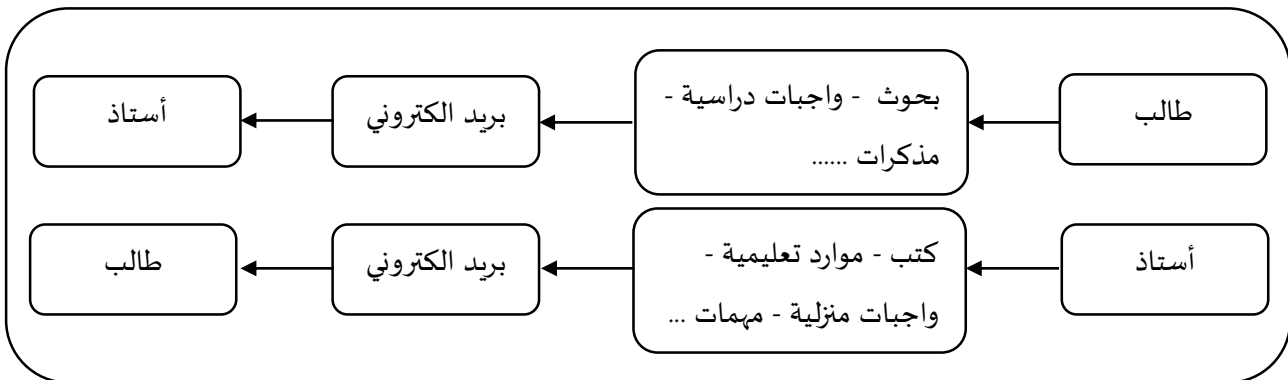 طالب
بحوث - واجبات دراسية -
مذكرات ......
بريد الكتروني
أستاذ
أستاذ
كتب - موارد تعليمية -
واجبات منزلية - مهمات ...
بريد الكتروني
طالب